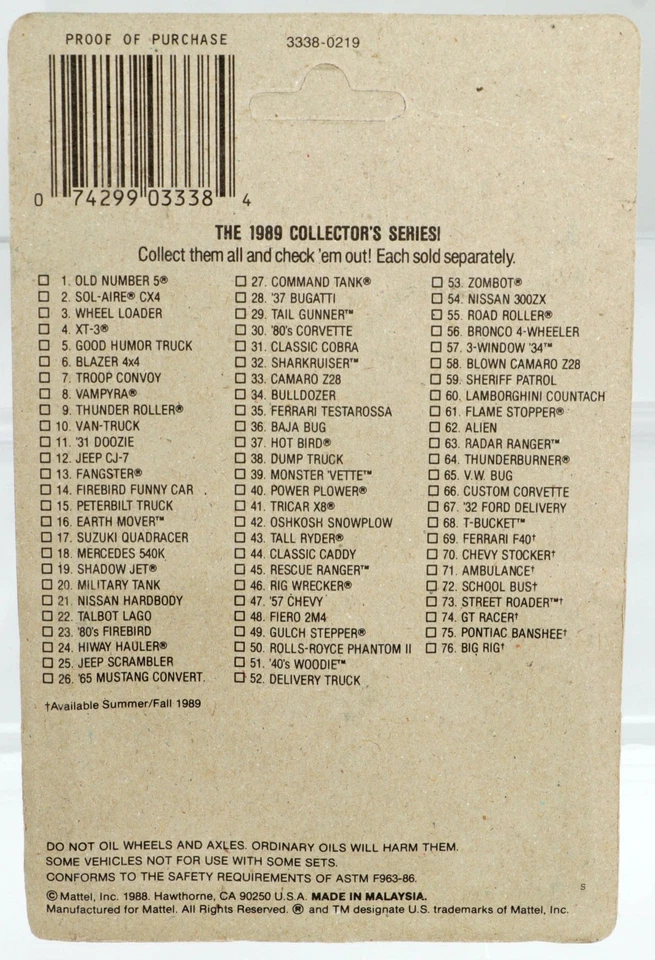 PROOF OF PURCHASE
3338-0219
0 74299 03338 4
THE 1989 COLLECTOR'S SERIES!
Collect them all and check 'em out! Each sold separately.
☐ 1. OLD NUMBER 5®
☐ 2. SOL-AIRE® CX4
☐ 3. WHEEL LOADER
☐ 4. XT-3®
☐ 5. GOOD HUMOR TRUCK
☐ 6. BLAZER 4x4
☐ 7. TROOP CONVOY
☐ 8. VAMPYRA®
☐ 9. THUNDER ROLLER®
☐ 10. VAN-TRUCK
☐ 11. '31 DOOZIE
☐ 12. JEEP CJ-7
☐ 13. FANGSTER®
☐ 14. FIREBIRD FUNNY CAR
☐ 15. PETERBILT TRUCK
☐ 16. EARTH MOVER™
☐ 17. SUZUKI QUADRACER
☐ 18. MERCEDES 540K
☐ 19. SHADOW JET®
☐ 20. MILITARY TANK
☐ 21. NISSAN HARDBODY
☐ 22. TALBOT LAGO
☐ 23. '80's FIREBIRD
☐ 24. HIWAY HAULER®
☐ 25. JEEP SCRAMBLER
☐ 26. '65 MUSTANG CONVERT.
☐ 27. COMMAND TANK®
☐ 28. '37 BUGATTI
☐ 29. TAIL GUNNER™
☐ 30. '80's CORVETTE
☐ 31. CLASSIC COBRA
☐ 32. SHARKRUISER™
☐ 33. CAMARO Z28
☐ 34. BULLDOZER
☐ 35. FERRARI TESTAROSSA
☐ 36. BAJA BUG
☐ 37. HOT BIRD®
☐ 38. DUMP TRUCK
☐ 39. MONSTER 'VETTE™
☐ 40. POWER PLOWER®
☐ 41. TRICAR X8®
☐ 42. OSHKOSH SNOWPLOW
☐ 43. TALL RYDER®
☐ 44. CLASSIC CADDY
☐ 45. RESCUE RANGER™
☐ 46. RIG WRECKER®
☐ 47. '57 CHEVY
☐ 48. FIERO 2M4
☐ 49. GULCH STEPPER®
☐ 50. ROLLS-ROYCE PHANTOM II
☐ 51. '40's WOODIE™
☐ 52. DELIVERY TRUCK
☐ 53. ZOMBOT®
☐ 54. NISSAN 300ZX
☐ 55. ROAD ROLLER®
☐ 56. BRONCO 4-WHEELER
☐ 57. 3-WINDOW '34™
☐ 58. BLOWN CAMARO Z28
☐ 59. SHERIFF PATROL
☐ 60. LAMBORGHINI COUNTACH
☐ 61. FLAME STOPPER®
☐ 62. ALIEN
☐ 63. RADAR RANGER™
☐ 64. THUNDERBURNER®
☐ 65. V.W. BUG
☐ 66. CUSTOM CORVETTE
☐ 67. '32 FORD DELIVERY
☐ 68. T-BUCKET™
☐ 69. FERRARI F40†
☐ 70. CHEVY STOCKER†
☐ 71. AMBULANCE†
☐ 72. SCHOOL BUS†
☐ 73. STREET ROADER™†
☐ 74. GT RACER†
☐ 75. PONTIAC BANSHEE†
☐ 76. BIG RIG†
†Available Summer/Fall 1989
DO NOT OIL WHEELS AND AXLES. ORDINARY OILS WILL HARM THEM.
SOME VEHICLES NOT FOR USE WITH SOME SETS.
CONFORMS TO THE SAFETY REQUIREMENTS OF ASTM F963-86.
S
© Mattel, Inc. 1988. Hawthorne, CA 90250 U.S.A. MADE IN MALAYSIA.
Manufactured for Mattel. All Rights Reserved. ® and TM designate U.S. trademarks of Mattel, Inc.